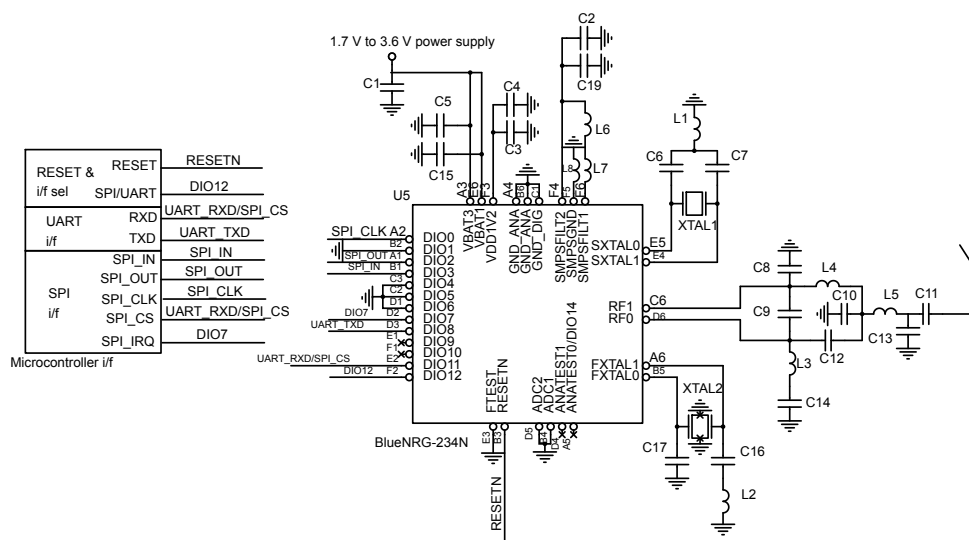 C2
1.7 V to 3.6 V power supply
C1
C19
C4
C5
C3
C15
L6
L8
L7
L1
C6
C7
XTAL1
RESET &
i/f sel
RESET
RESETN
SPI/UART
DIO12
UART
i/f
RXD
UART_RXD/SPI_CS
TXD
UART_TXD
SPI
i/f
SPI_IN
SPI_IN
SPI_OUT
SPI_OUT
SPI_CLK
SPI_CLK
SPI_CS
UART_RXD/SPI_CS
SPI_IRQ
DIO7
Microcontroller i/f
U5
A3
E6
F3
A4
B6
C1
F4
F5
F6
VBAT3
VBAT1
VDD1V2
GND_ANA
GND_ANA
GND_DIG
SMPSFILT2
SMPSGND
SMPSFILT1
SPI_CLK A2 DIO0
B2 DIO1
SPI_OUT A1 DIO2
SPI_IN B1 DIO3
C3 DIO4
C2 DIO5
D1 DIO6
DIO7 D2 DIO7
UART_TXD D3 DIO8
E1 DIO9
F1 DIO10
UART_RXD/SPI_CS E2 DIO11
DIO12 F2 DIO12
SXTAL0 E5
SXTAL1 E4
RF1 C6
RF0 D6
FXTAL1 A6
FXTAL0 B5
FTEST
RESETN
ADC2
ADC1
ANATEST1
ANATEST0/DIO14
E3
B3
D5
B4
D4
A5
BlueNRG-234N
RESETN
C8
L4
C9
C10
L5
C11
C12
C13
L3
C14
XTAL2
C17
C16
L2